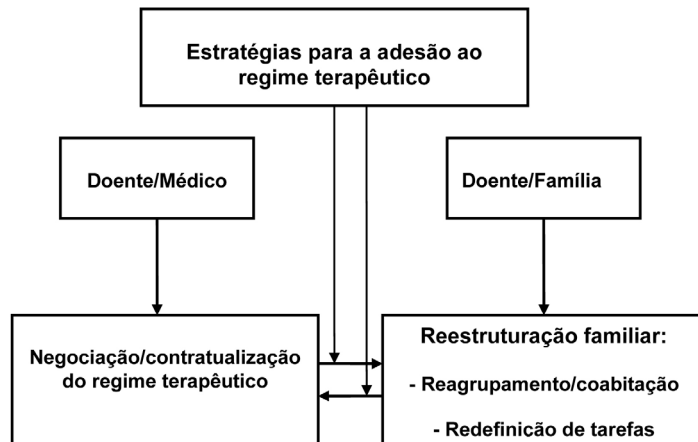 Estratégias para a adesão ao
regime terapêutico
Doente/Médico
Doente/Família
Negociação/contratualização
do regime terapêutico
Reestruturação familiar:
- Reagrupamento/coabitação
- Redefinição de tarefas